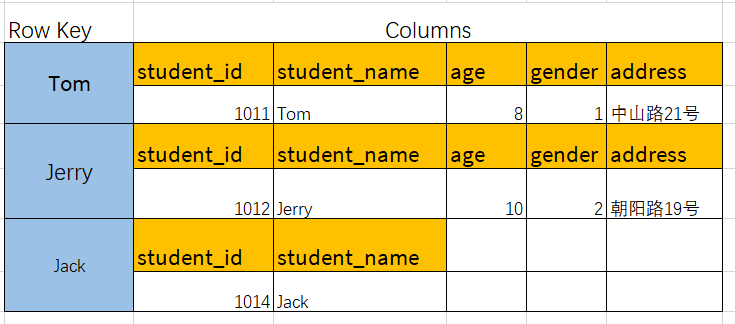 Row Key Columns
Tom student_id student_name age gender address
1011 Tom 8 1 中山路21号
Jerry student_id student_name age gender address
1012 Jerry 10 2 朝阳路19号
Jack student_id student_name
1014 Jack